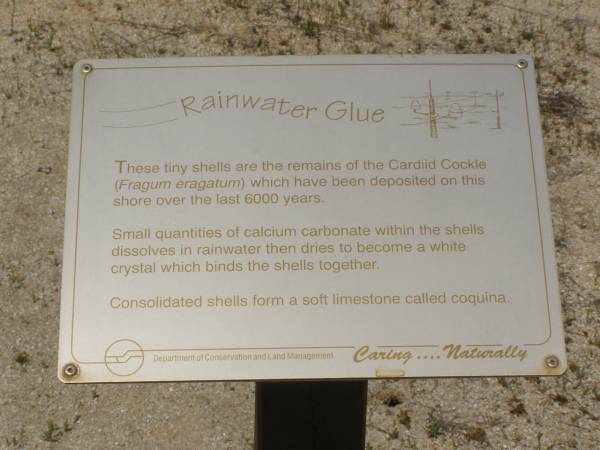 Rainwater Glue
These tiny shells are the remains of the Cardiid Cockle
(Fragum eragatum) which have been deposited on this
shore over the last 6000 years.
Small quantities of calcium carbonate within the shells
dissolves in rainwater then dries to become a white
crystal which binds the shells together.
Consolidated shells form a soft limestone called coquina.
Department of Conservation and Land Management
Caring ....Naturally